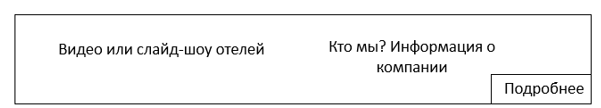 Видео или слайд-шоу отелей
Кто мы? Информация о
компании
Подробнее